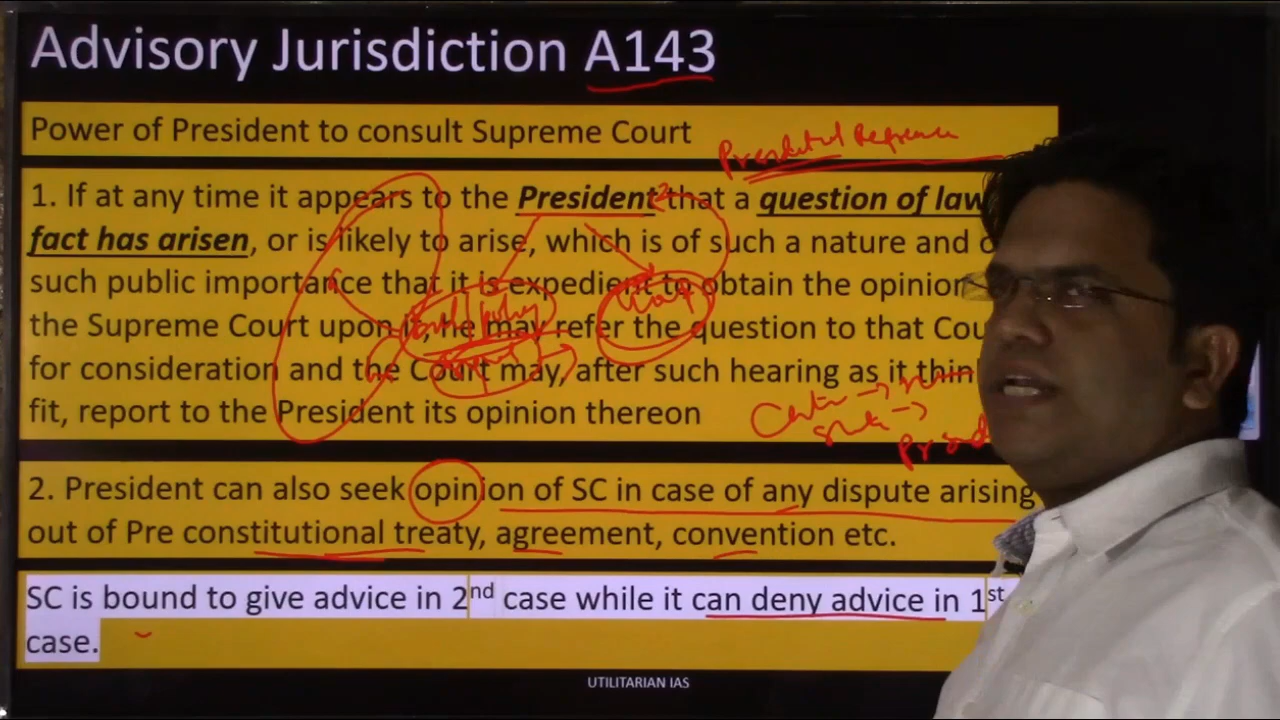 Advisory Jurisdiction A143
Power of President to consult Supreme Court
1. If at any time it appears to the President that a question of law
fact has arisen, or is likely to arise, which is of such a nature and
such public importance that it is expedient to obtain the opinion
the Supreme Court upon he may refer the question to that
for consideration and the Court may, after such hearing as it
fit, report to the President its opinion thereon
2. President can also seek opinion of SC in case of any dispute arising
out of Pre constitutional treaty, agreement, convention etc.
SC is bound to give advice in 2nd case while it can deny advice in 1st
case.
UTILITARIAN IAS